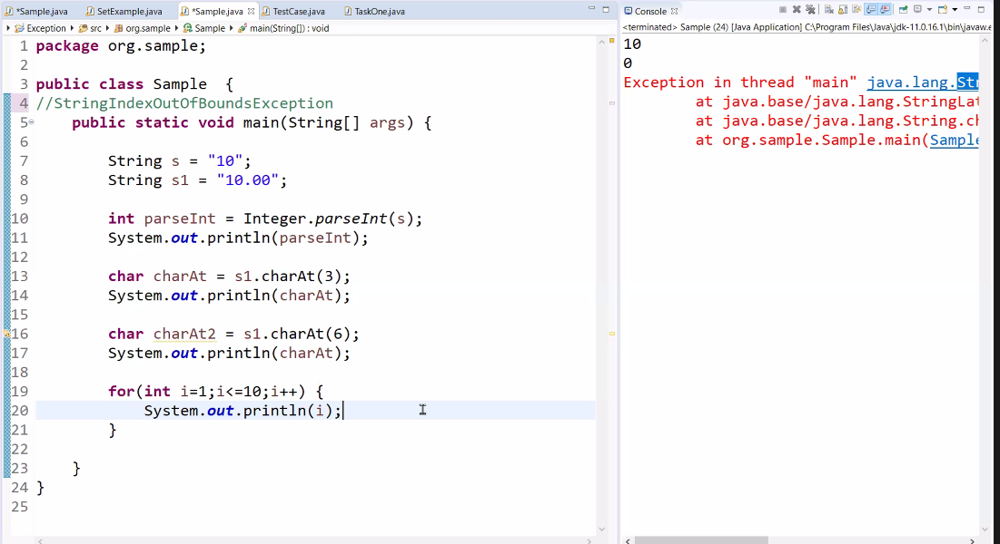 *Sample.java SetExample.java *Sample.java TestCase.java TaskOne.java
Exception src org.sample Sample main(String[]) : void
1 package org.sample;
2
3 public class Sample {
4 //StringIndexOutOfBoundsException
5 public static void main(String[] args) {
6
7 String s = "10";
8 String s1 = "10.00";
9
10 int parseInt = Integer.parseInt(s);
11 System.out.println(parseInt);
12
13 char charAt = s1.charAt(3);
14 System.out.println(charAt);
15
16 char charAt2 = s1.charAt(6);
17 System.out.println(charAt);
18
19 for(int i=1;i<=10;i++) {
20 System.out.println(i);
21 }
22
23 }
24 }
25
Console
<terminated> Sample (24) [Java Application] C:\Program Files\Java\jdk-11.0.16.1\bin\javaw.e
10
0
Exception in thread "main" java.lang.Str
at java.base/java.lang.StringLat
at java.base/java.lang.String.ch
at org.sample.Sample.main(Sample